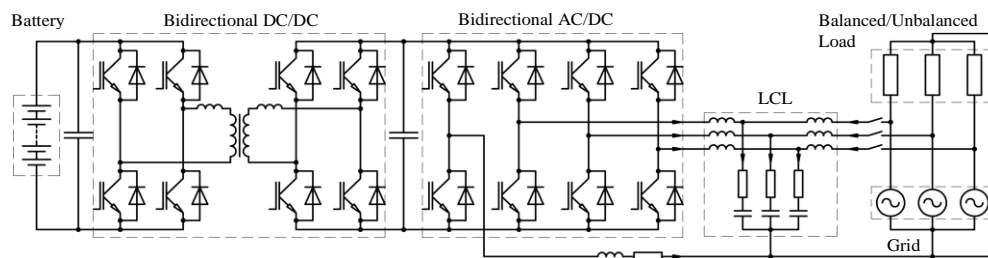 Battery
Bidirectional DC/DC
Bidirectional AC/DC
Balanced/Unbalanced
Load
LCL
Grid